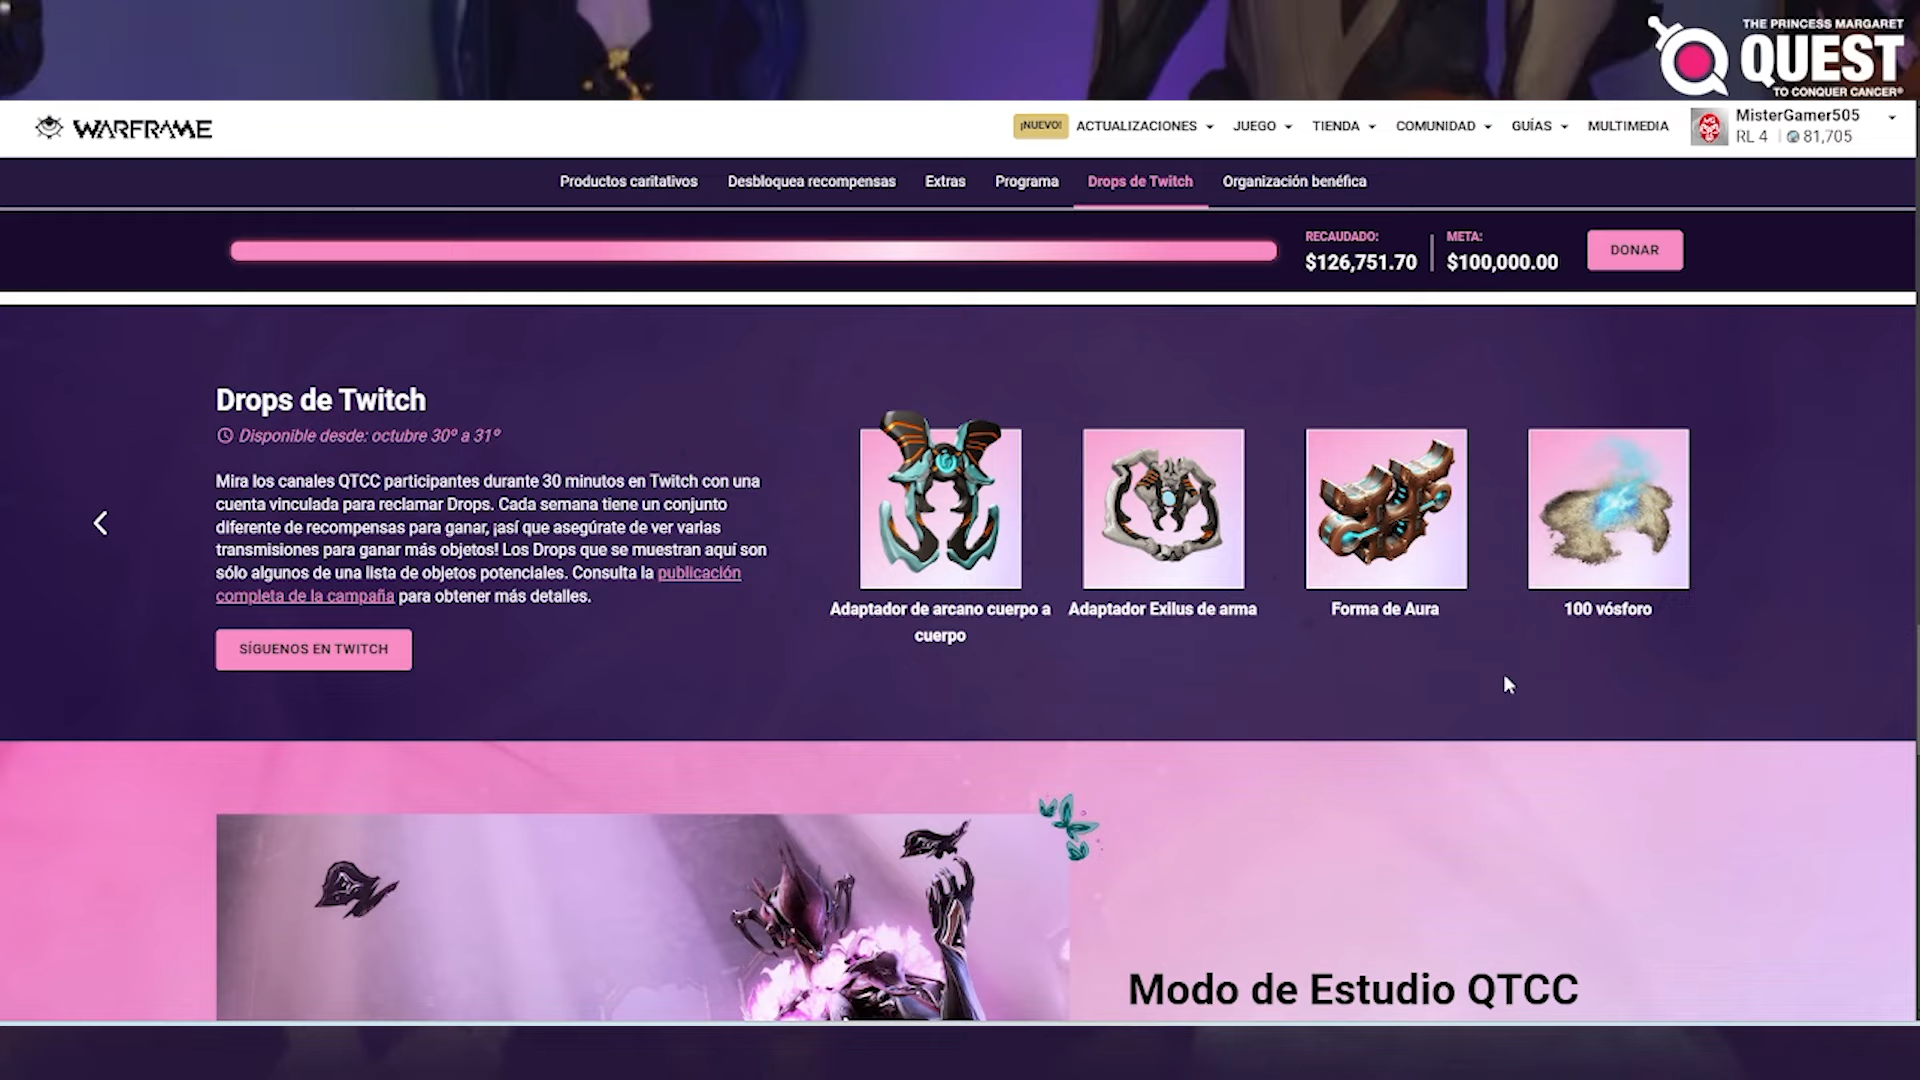 THE PRINCESS MARGARET
QUEST
TO CONQUER CANCER®
WARFRAME
¡NUEVO! ACTUALIZACIONES JUEGO TIENDA COMUNIDAD GUÍAS MULTIMEDIA
MisterGamer505
RL 4 | 81,705
Productos caritativos Desbloquea recompensas Extras Programa Drops de Twitch Organización benéfica
RECAUDADO: META:
$126,751.70 $100,000.00
DONAR
Drops de Twitch
Disponible desde: octubre 30º a 31º
Mira los canales QTCC participantes durante 30 minutos en Twitch con una
cuenta vinculada para reclamar Drops. Cada semana tiene un conjunto
diferente de recompensas para ganar, ¡así que asegúrate de ver varias
transmisiones para ganar más objetos! Los Drops que se muestran aquí son
sólo algunos de una lista de objetos potenciales. Consulta la publicación
completa de la campaña para obtener más detalles.
SÍGUENOS EN TWITCH
Adaptador de arcano cuerpo a
cuerpo
Adaptador Exilus de arma
Forma de Aura
100 vósforo
Modo de Estudio QTCC